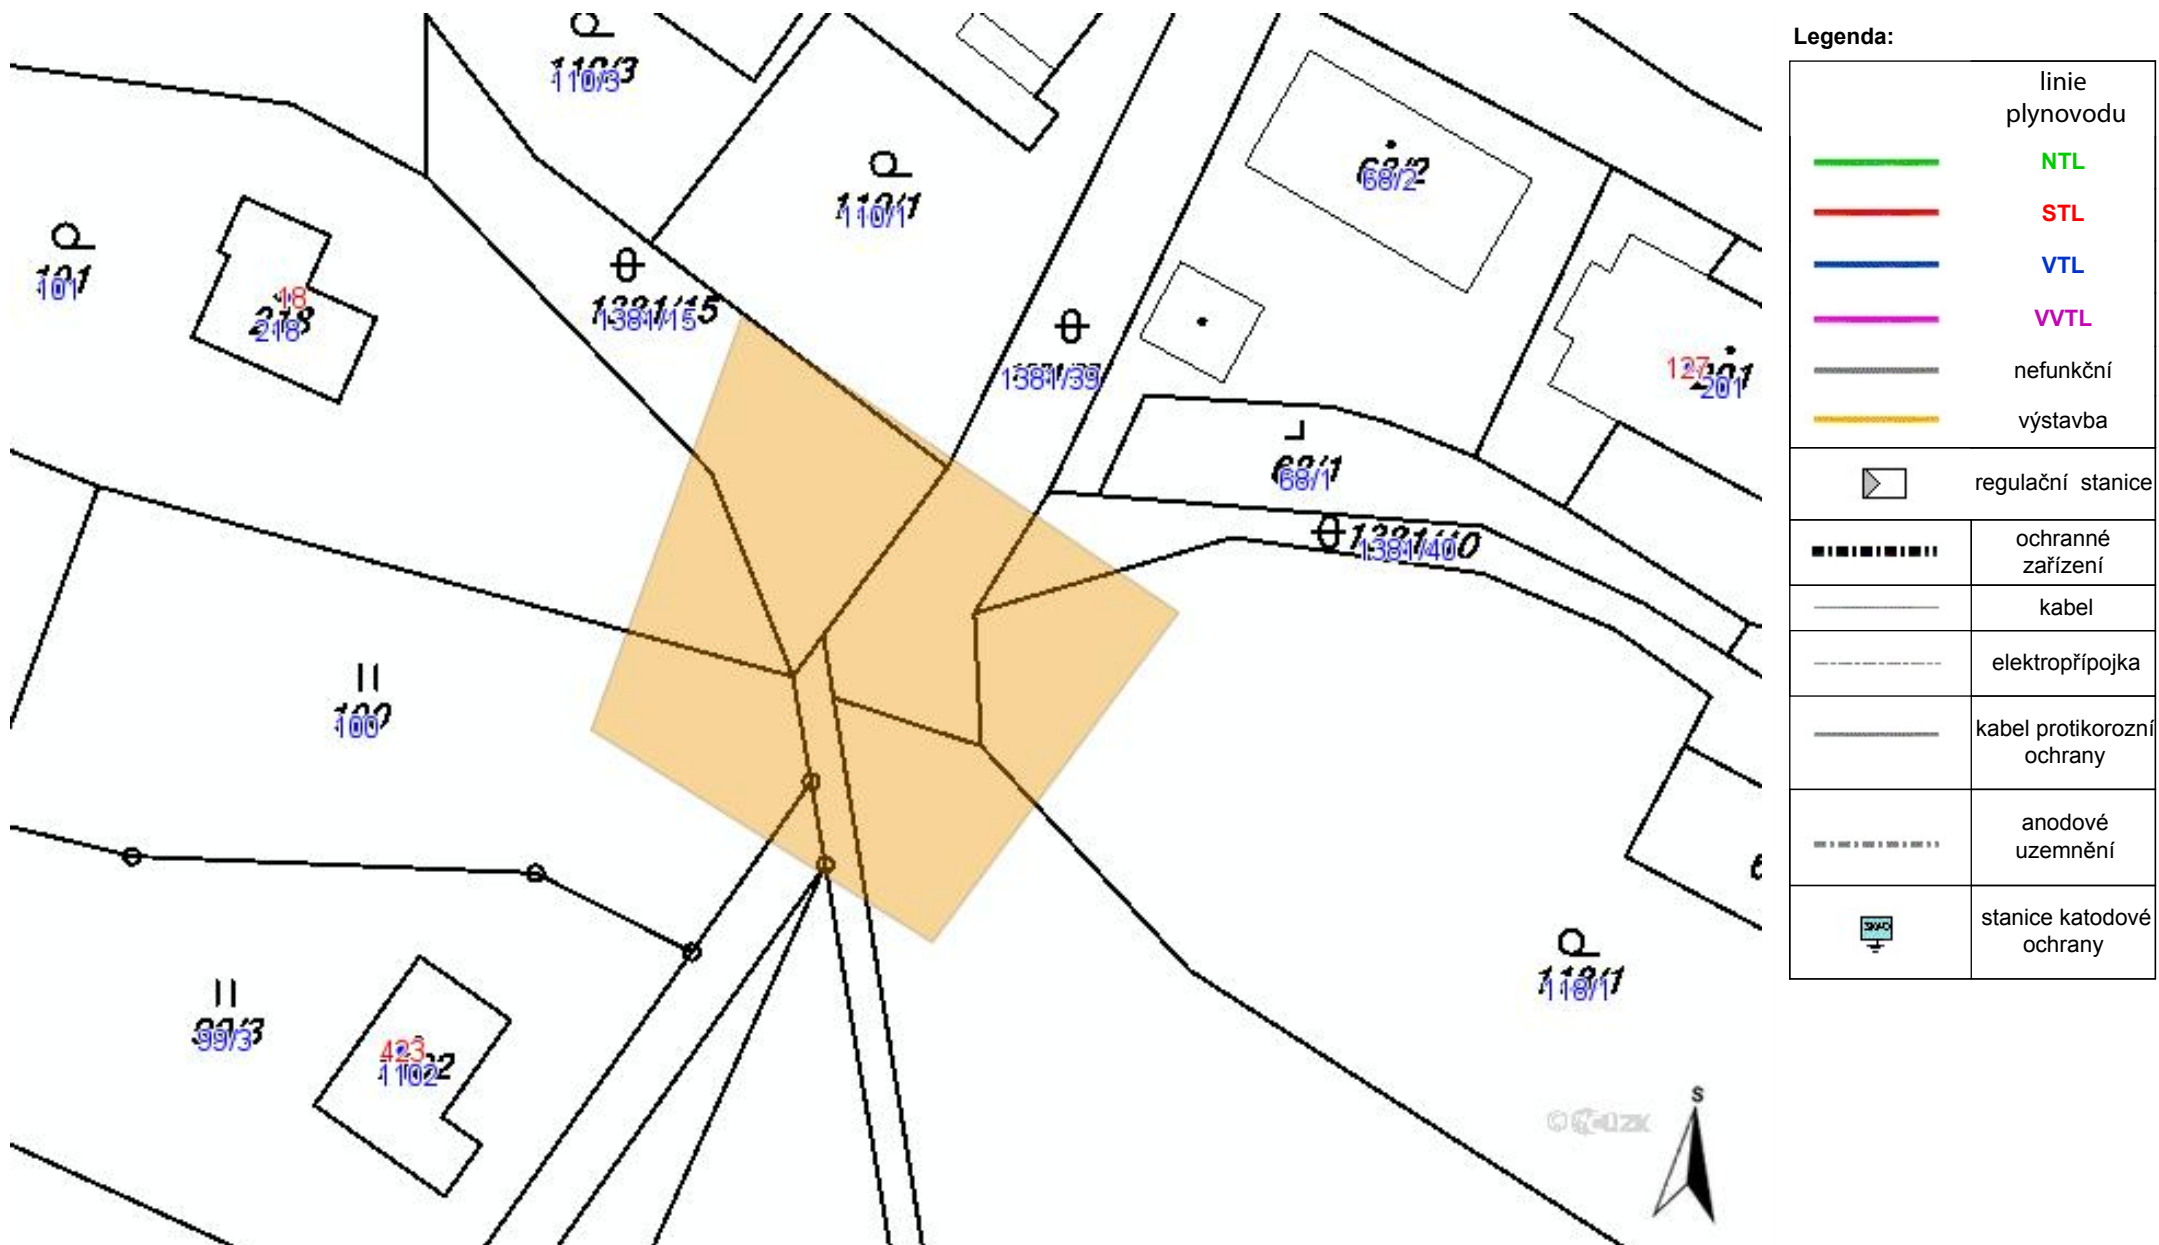 110/3
110/1
68/2
101
18
218
1381/15
1381/39
127
201
68/1
1381/40
100
118/1
99/3
423
1102
S
Legenda:
linie
plynovodu
NTL
STL
VTL
VVTL
nefunkční
výstavba
regulační stanice
ochranné
zařízení
kabel
elektropřípojka
kabel protikorozní
ochrany
anodové
uzemnění
stanice katodové
ochrany